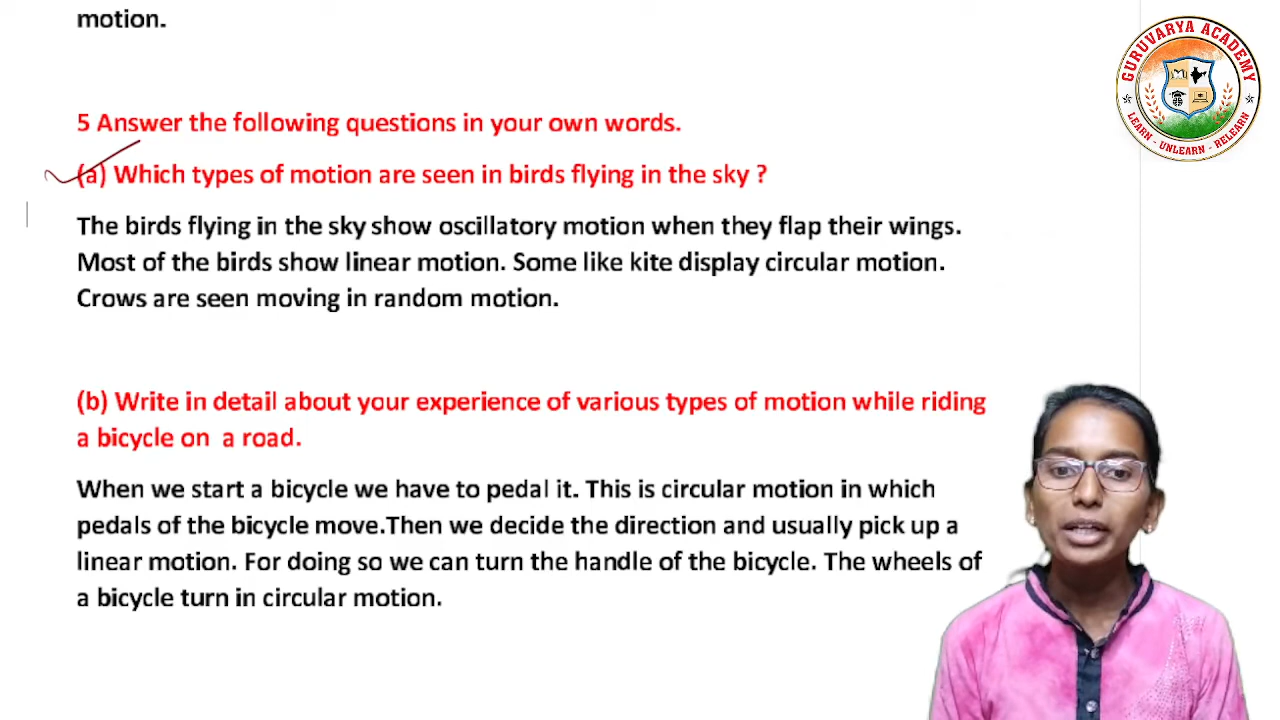 motion.
5 Answer the following questions in your own words.
(a) Which types of motion are seen in birds flying in the sky ?
The birds flying in the sky show oscillatory motion when they flap their wings.
Most of the birds show linear motion. Some like kite display circular motion.
Crows are seen moving in random motion.
(b) Write in detail about your experience of various types of motion while riding
a bicycle on a road.
When we start a bicycle we have to pedal it. This is circular motion in which
pedals of the bicycle move.Then we decide the direction and usually pick up a
linear motion. For doing so we can turn the handle of the bicycle. The wheels of
a bicycle turn in circular motion.
GURUVARYA ACADEMY
LEARN - UNLEARN - RELEARN